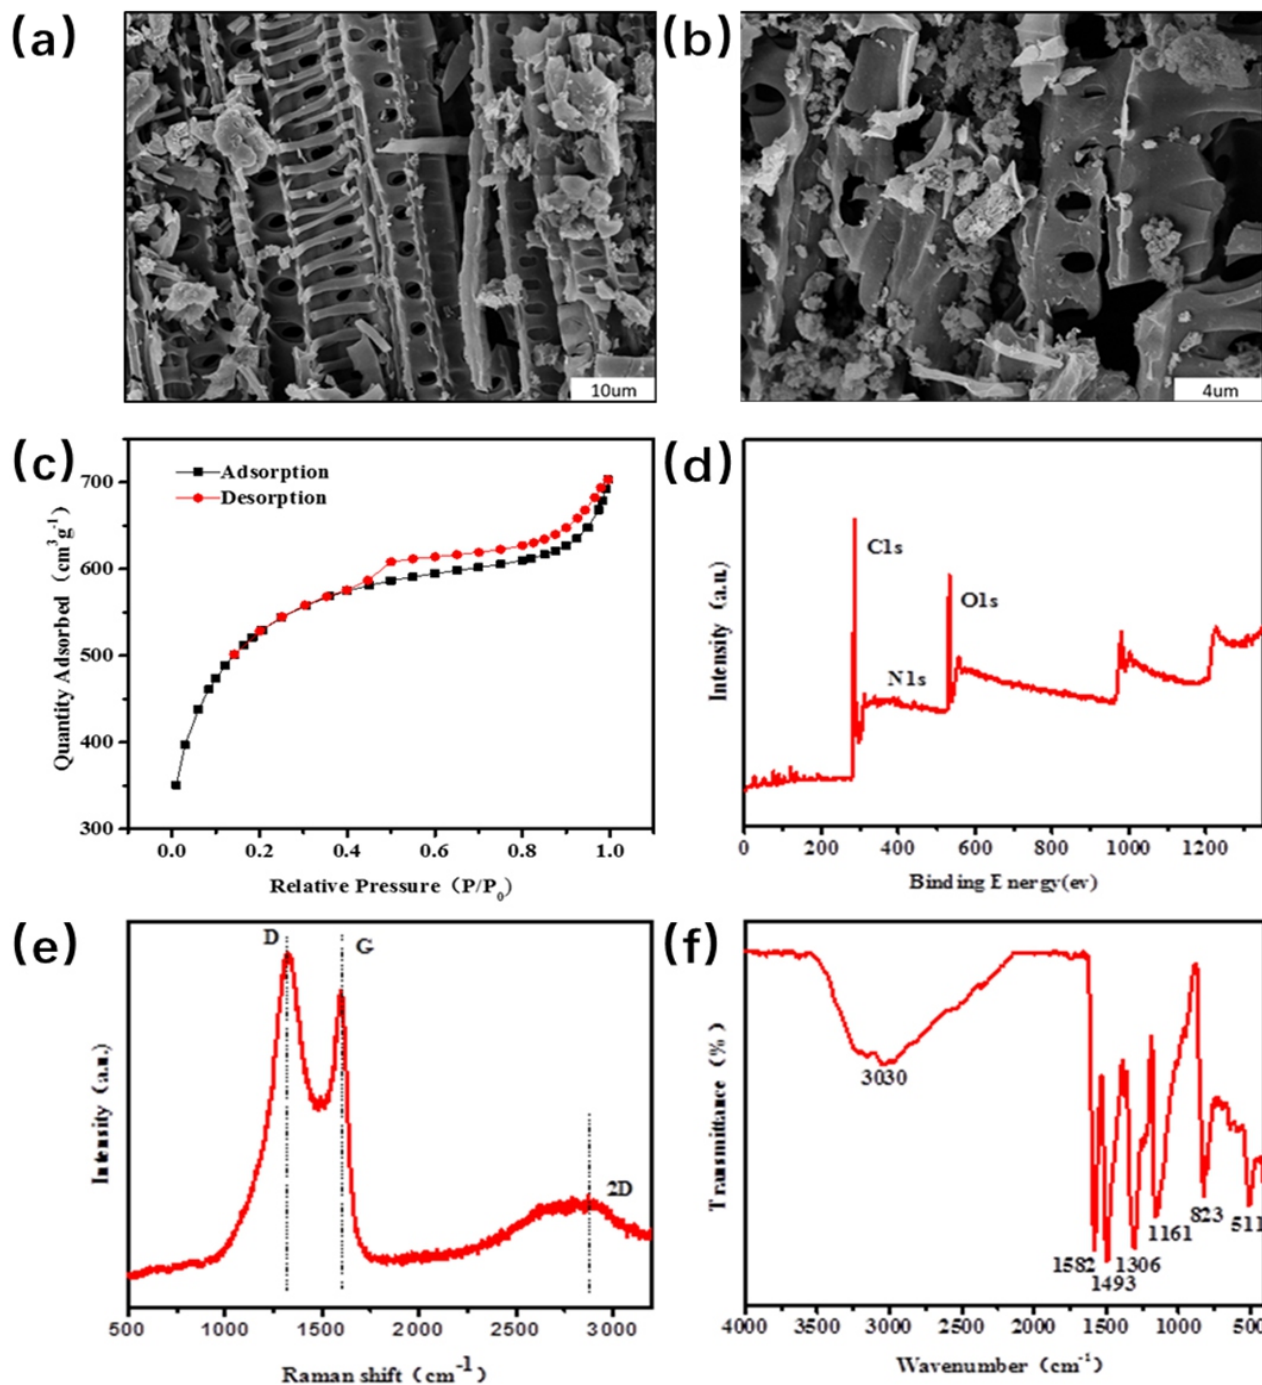 (a)
10um
(b)
4um
(c)
Adsorption
Desorption
700
600
500
400
300
0.0 0.2 0.4 0.6 0.8 1.0
Quantity Adsorbed (cm³g⁻¹)
Relative Pressure (P/P₀)
(d)
C1s
O1s
N1s
0 200 400 600 800 1000 1200
Intensity (a.u.)
Binding Energy(ev)
(e)
D
G
2D
500 1000 1500 2000 2500 3000
Intensity (a.u.)
Raman shift (cm⁻¹)
(f)
3030
1582
1493
1306
1161
823
511
4000 3500 3000 2500 2000 1500 1000 500
Transmittance (%)
Wavenumber (cm⁻¹)